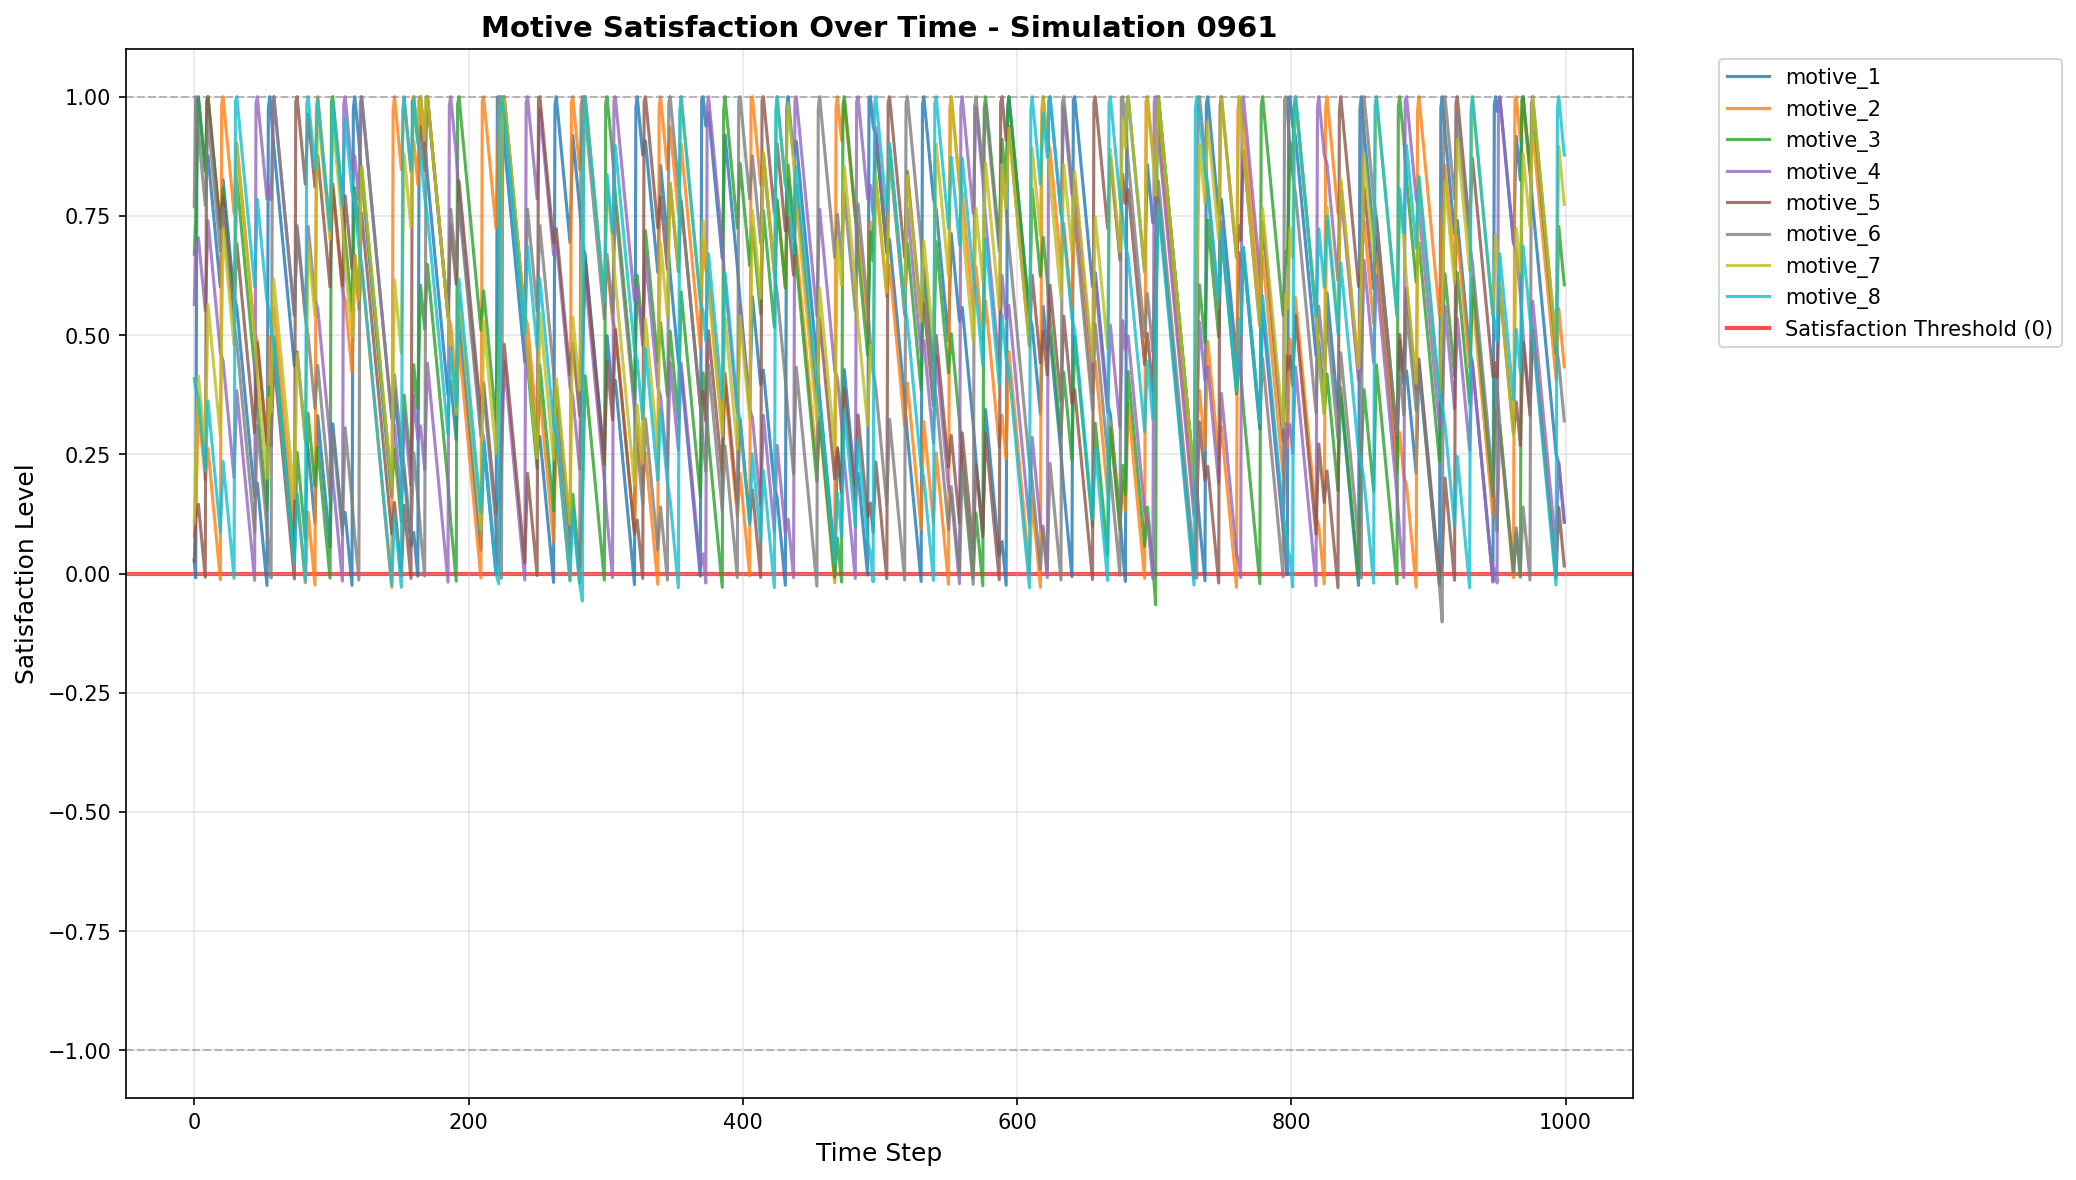 Motive Satisfaction Over Time - Simulation 0961
1.00
0.75
0.50
0.25
0.00
−0.25
−0.50
−0.75
−1.00
Satisfaction Level
0
200
400
600
800
1000
Time Step
motive_1
motive_2
motive_3
motive_4
motive_5
motive_6
motive_7
motive_8
Satisfaction Threshold (0)